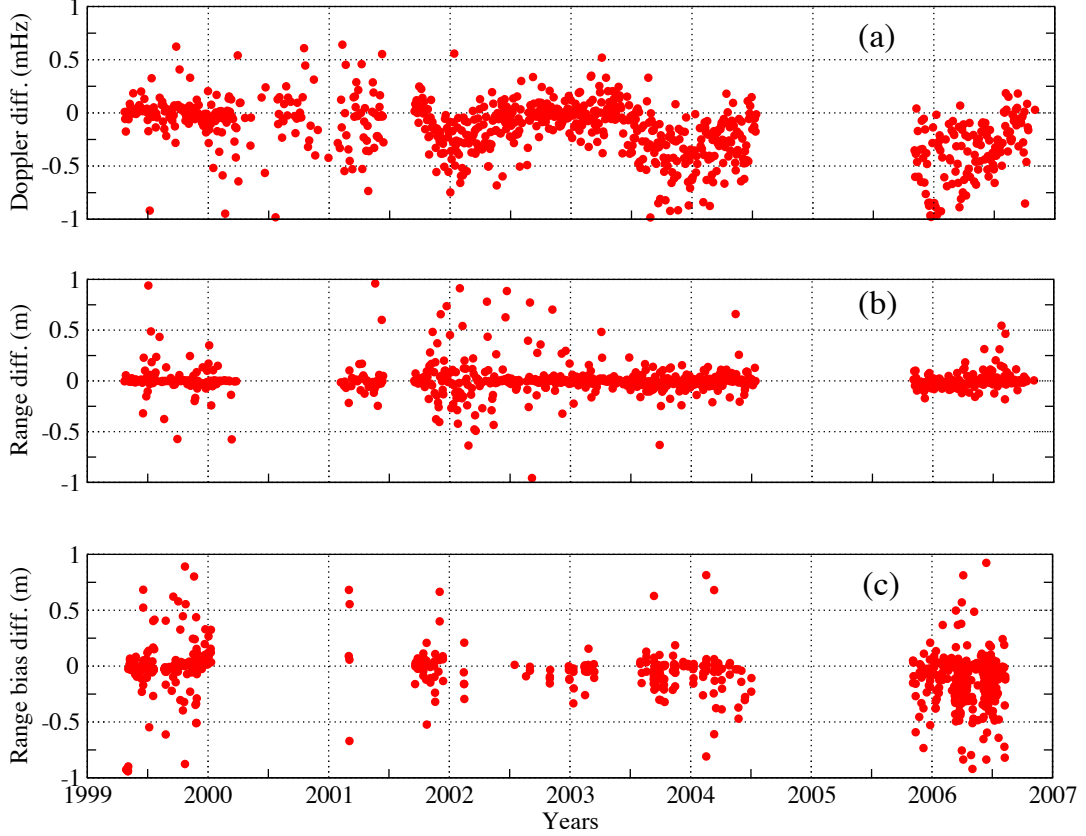 1
0.5
0
-0.5
-1
Doppler diff. (mHz)
(a)
1
0.5
0
-0.5
-1
Range diff. (m)
(b)
1
0.5
0
-0.5
-1
Range bias diff. (m)
(c)
1999 2000 2001 2002 2003 2004 2005 2006 2007
Years